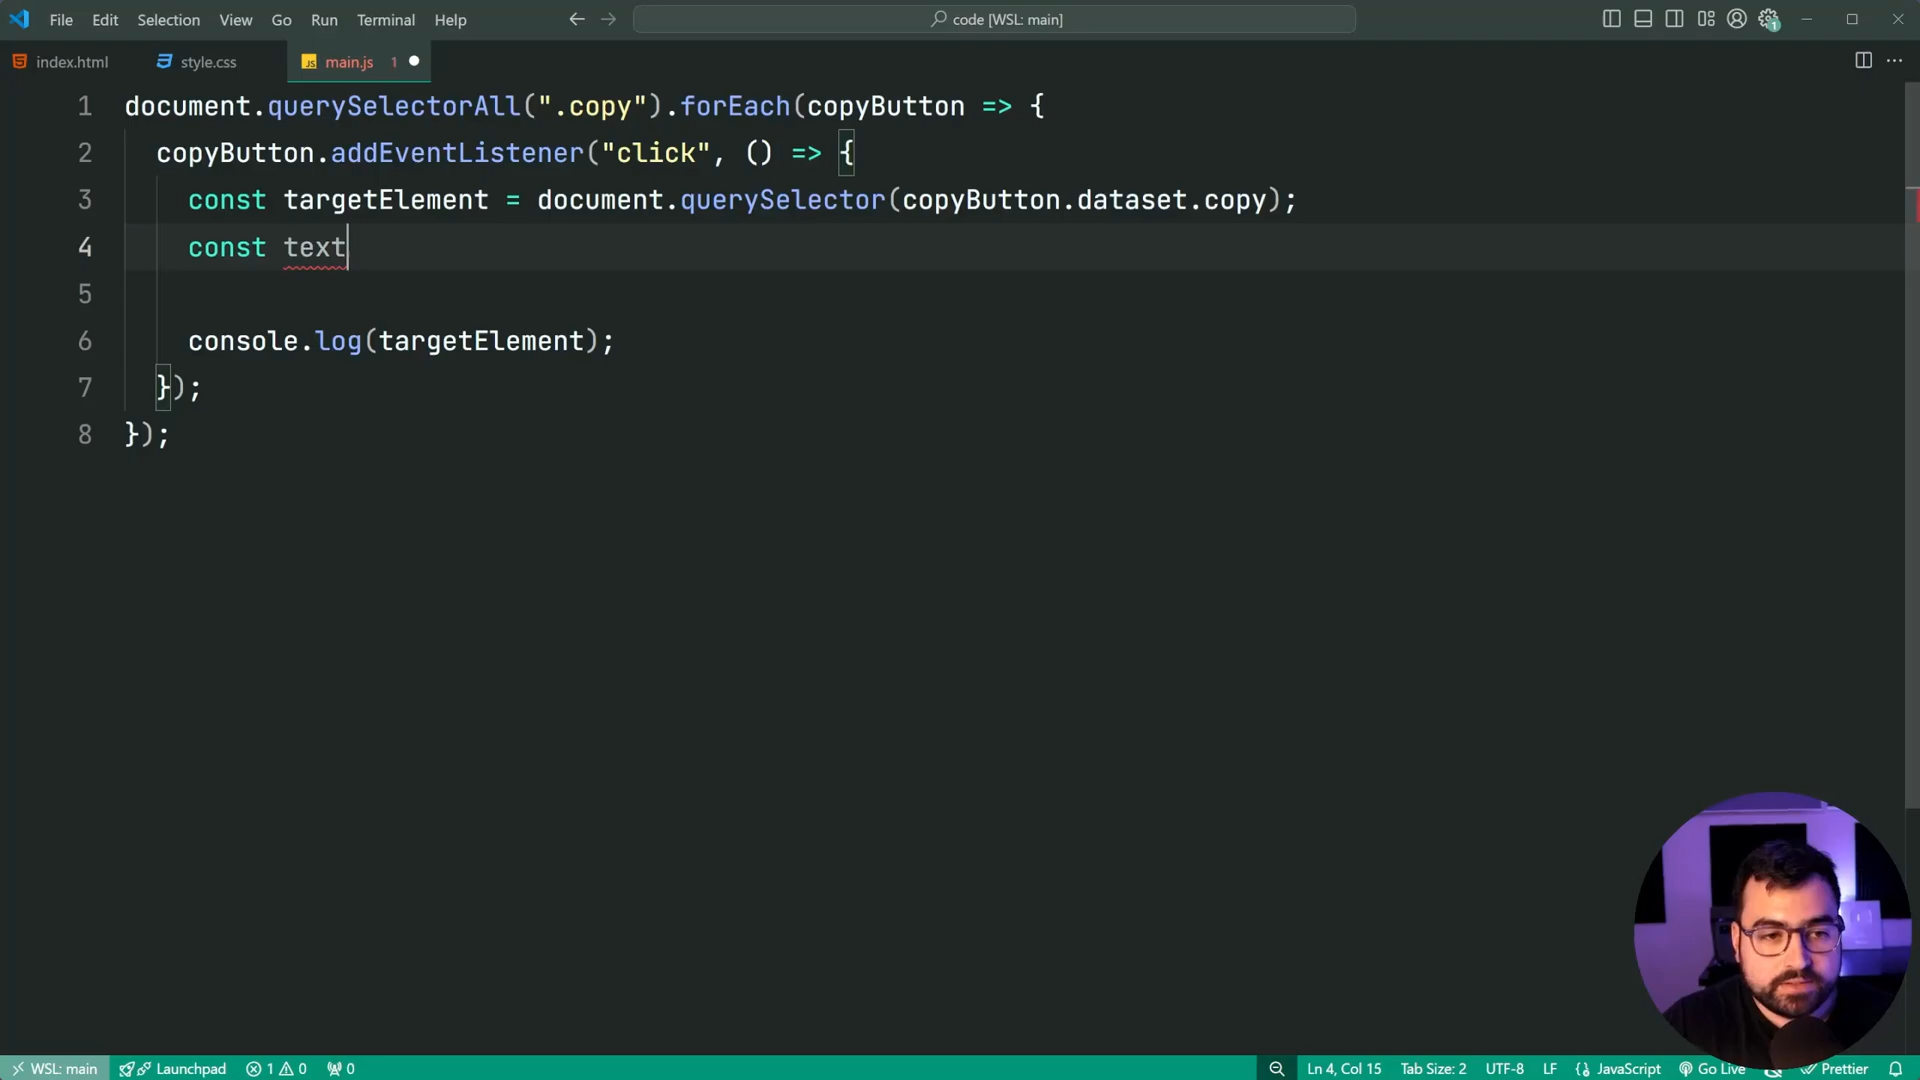 File Edit Selection View Go Run Terminal Help code [WSL: main]
index.html style.css main.js 1
1 document.querySelectorAll(".copy").forEach(copyButton => {
2 copyButton.addEventListener("click", () => {
3 const targetElement = document.querySelector(copyButton.dataset.copy);
4 const text
5
6 console.log(targetElement);
7 });
8 });
WSL: main Launchpad 1 0 0 Ln 4, Col 15 Tab Size: 2 UTF-8 LF JavaScript Go Live Prettier